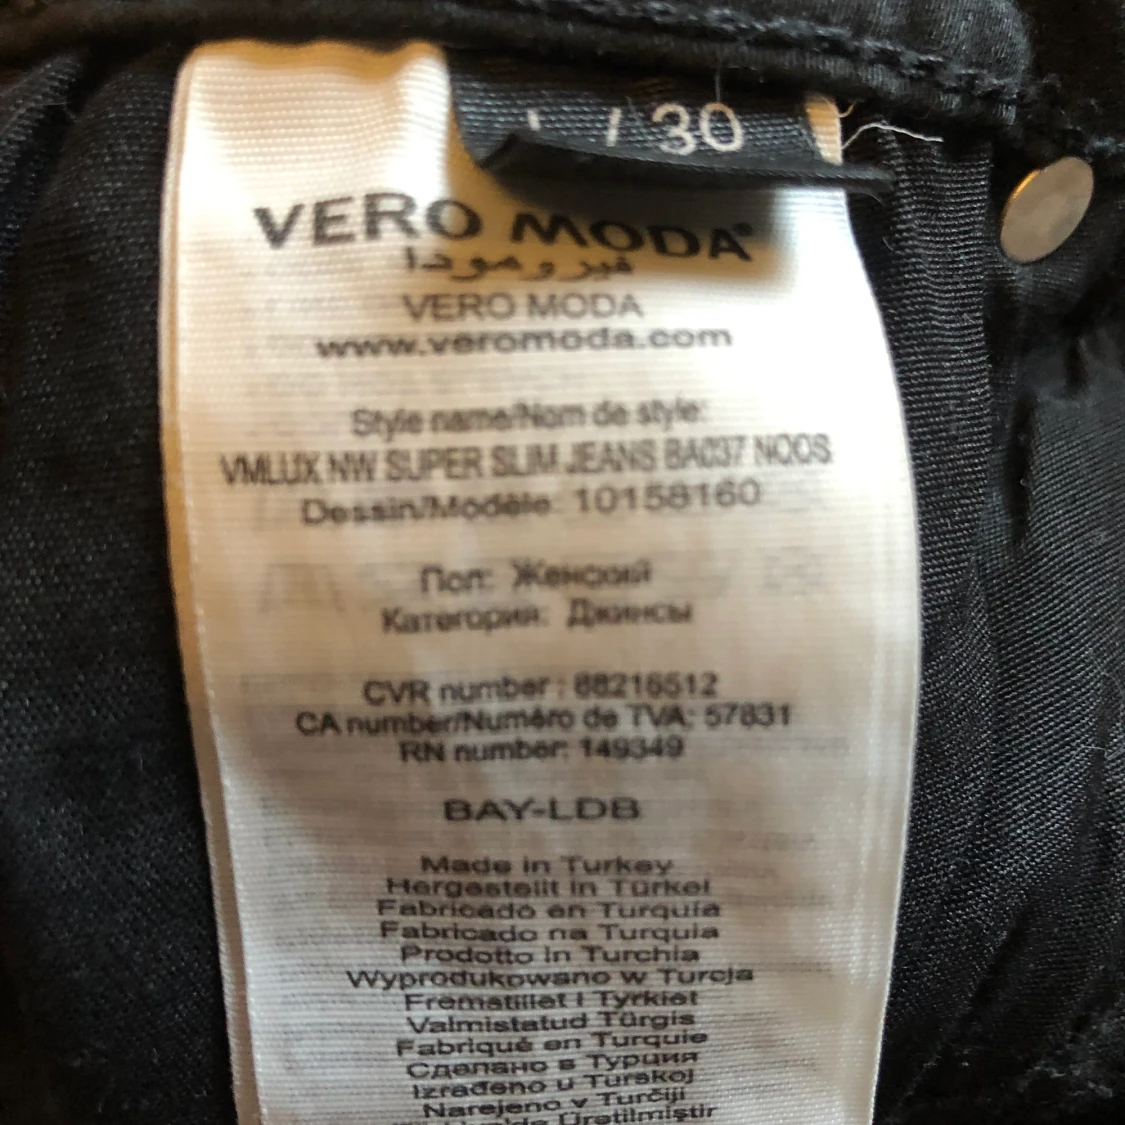 / 30
VERO MODA
فيرومودا
VERO MODA
www.veromoda.com
Style name/Nom de style:
VMLUX NW SUPER SLIM JEANS BA037 NOOS
Dessin/Modèle: 10158160
Пол: Женский
Категория: Джинсы
CVR number : 88216512
CA number/Numéro de TVA: 57831
RN number: 149349
BAY-LDB
Made in Turkey
Hergestellt in Türkei
Fabricado en Turquía
Fabricado na Turquia
Prodotto in Turchia
Wyprodukowano w Turcja
Fremstillet i Tyrkiet
Valmistatud Türgis
Fabriqué en Turquie
Сделано в Турция
Izrađeno u Turskoj
Narejeno v Turčiji
Üretilmiştir